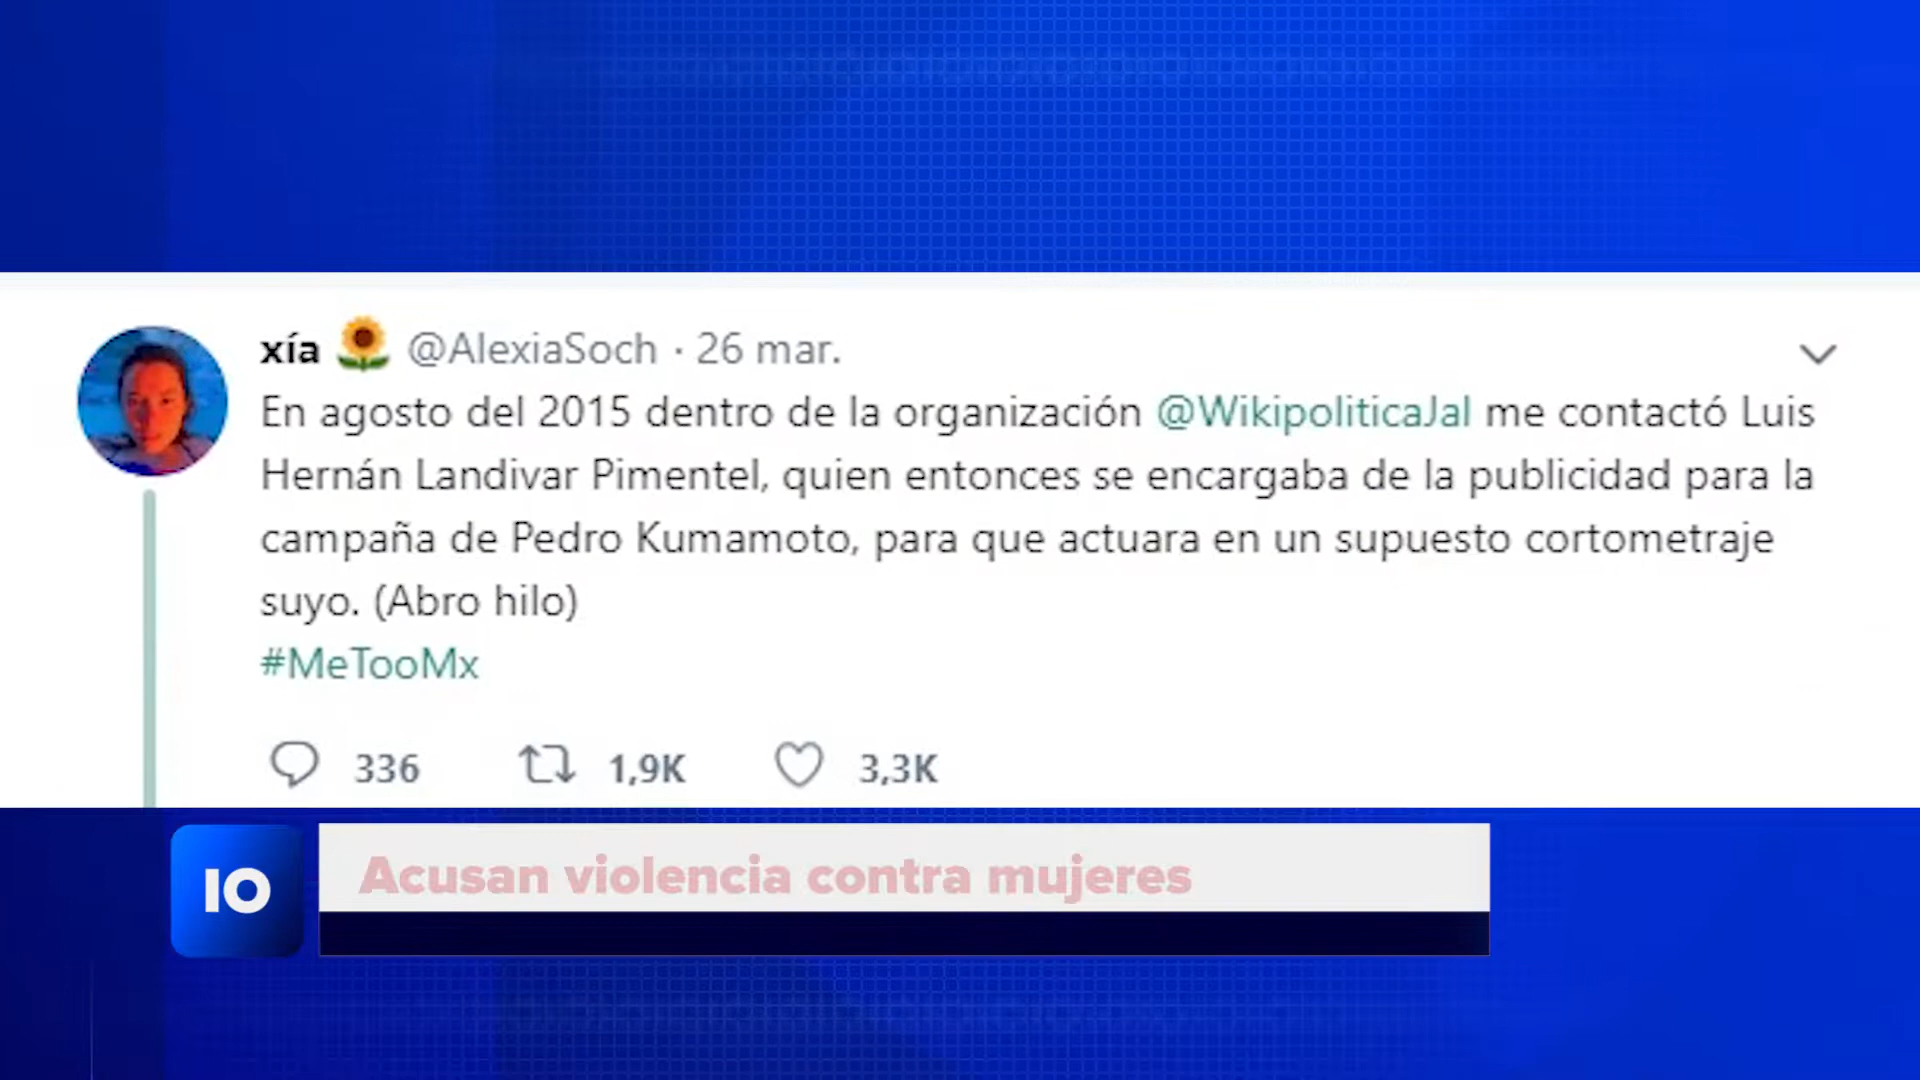 xía 🌻 @AlexiaSoch · 26 mar.
En agosto del 2015 dentro de la organización @WikipoliticaJal me contactó Luis
Hernán Landivar Pimentel, quien entonces se encargaba de la publicidad para la
campaña de Pedro Kumamoto, para que actuara en un supuesto cortometraje
suyo. (Abro hilo)
#MeTooMx
336 1,9K 3,3K
IO Acusan violencia contra mujeres